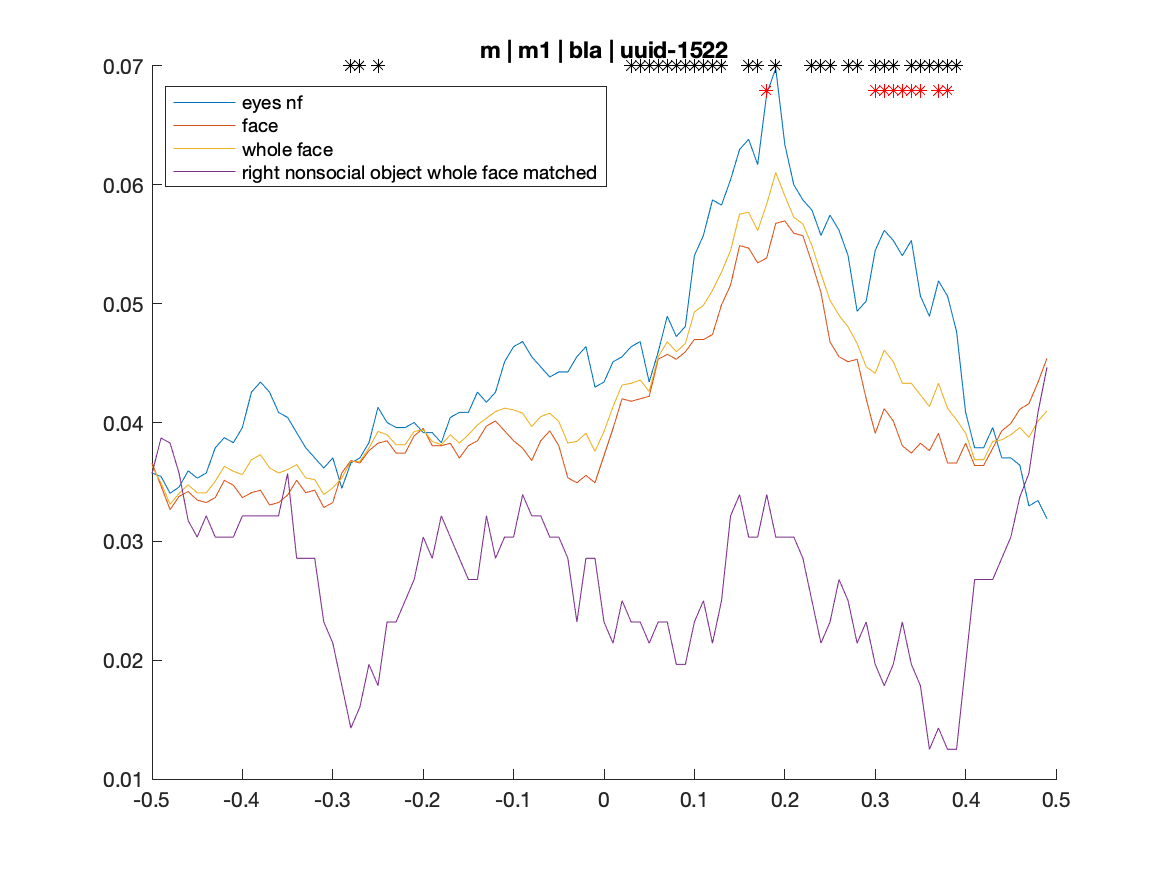 m | m1 | bla | uuid-1522
0.07
0.06
0.05
0.04
0.03
0.02
0.01
eyes nf
face
whole face
right nonsocial object whole face matched
-0.5 -0.4 -0.3 -0.2 -0.1 0 0.1 0.2 0.3 0.4 0.5